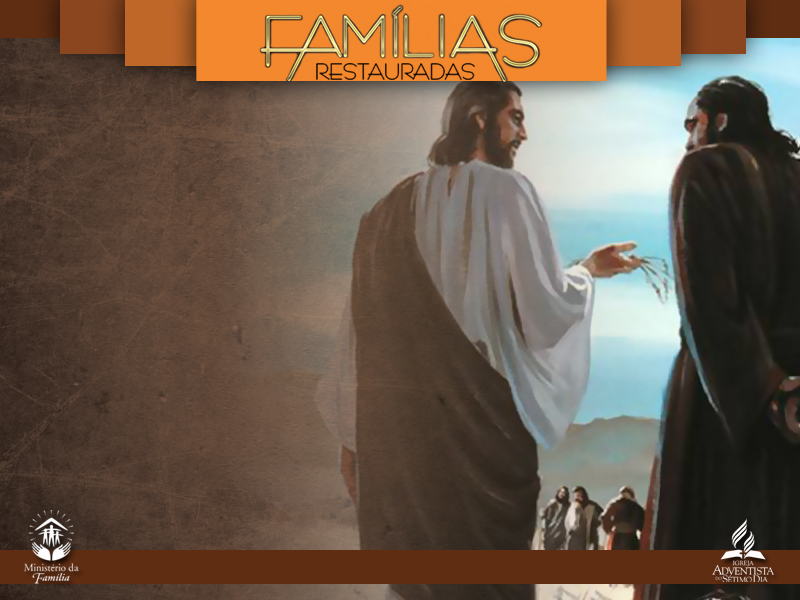 FAMÍLIAS
RESTAURADAS
Ministério da
Família
IGREJA
ADVENTISTA
DO SÉTIMO DIA